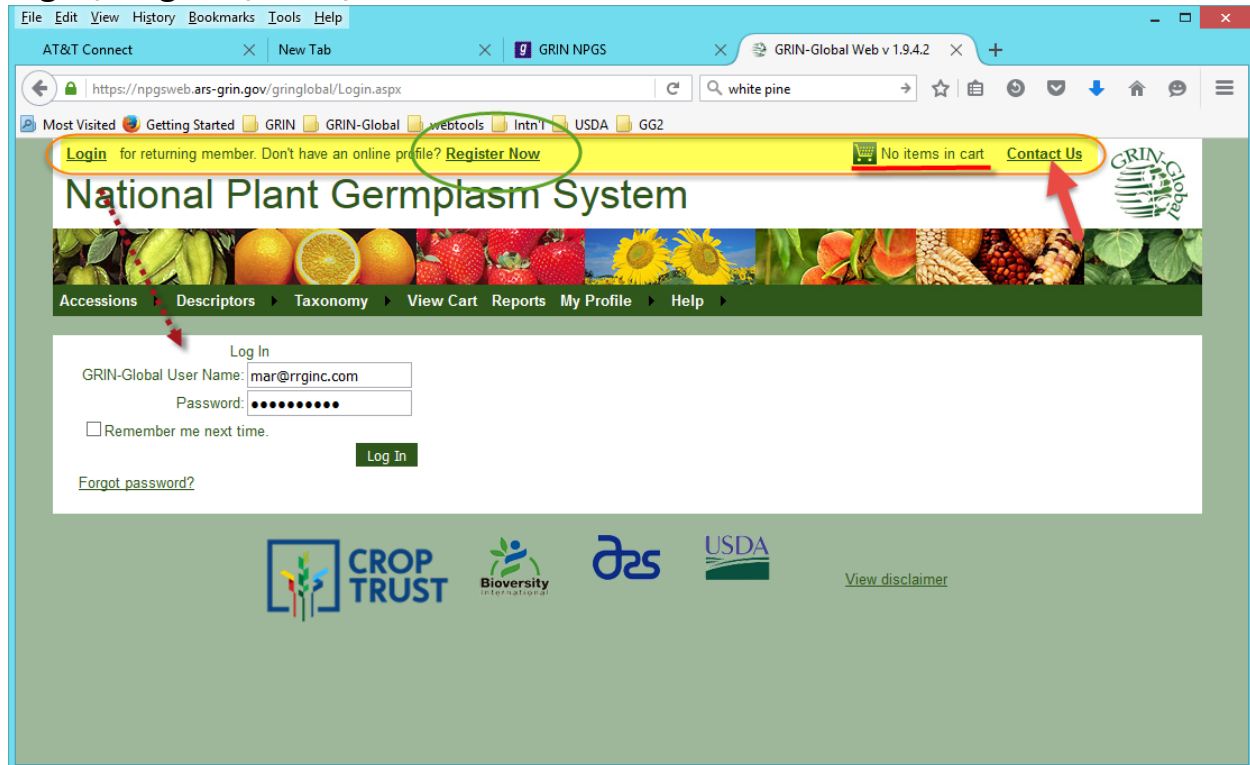 File Edit View History Bookmarks Tools Help
AT&T Connect New Tab g GRIN NPGS GRIN-Global Web v 1.9.4.2
https://npgsweb.ars-grin.gov/gringlobal/Login.aspx white pine
Most Visited Getting Started GRIN GRIN-Global webtools Intn'l USDA GG2
Login for returning member. Don't have an online profile? Register Now No items in cart Contact Us
GRIN-Global
National Plant Germplasm System
Accessions Descriptors Taxonomy View Cart Reports My Profile Help
Log In
GRIN-Global User Name: mar@rrginc.com
Password: ●●●●●●●●●●
Remember me next time.
Log In
Forgot password?
CROP TRUST
Bioversity International
USDA
View disclaimer